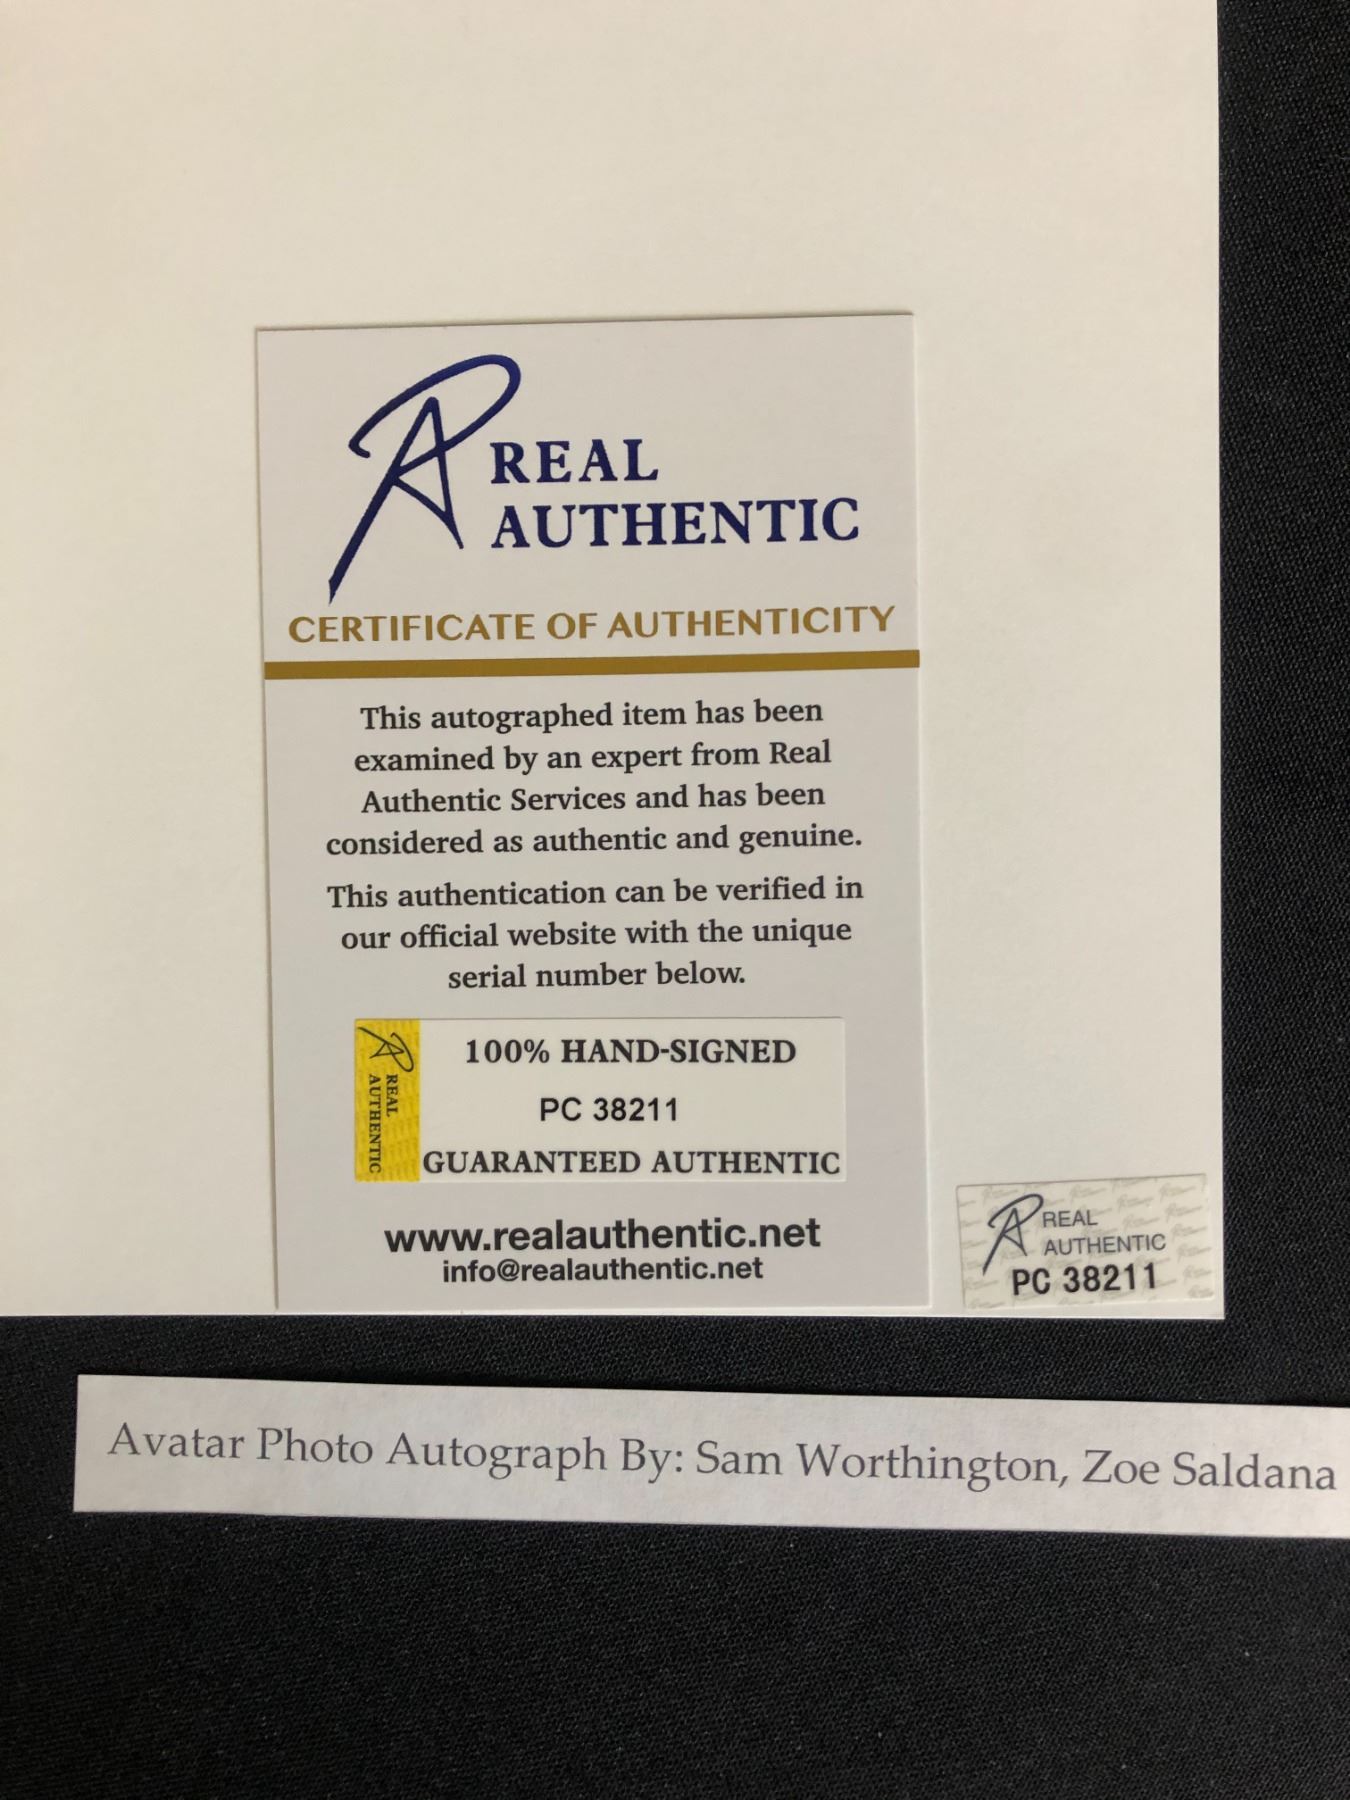 REAL
AUTHENTIC
CERTIFICATE OF AUTHENTICITY
This autographed item has been
examined by an expert from Real
Authentic Services and has been
considered as authentic and genuine.
This authentication can be verified in
our official website with the unique
serial number below.
REAL
AUTHENTIC
100% HAND-SIGNED
PC 38211
GUARANTEED AUTHENTIC
www.realauthentic.net
info@realauthentic.net
REAL
AUTHENTIC
PC 38211
Avatar Photo Autograph By: Sam Worthington, Zoe Saldana